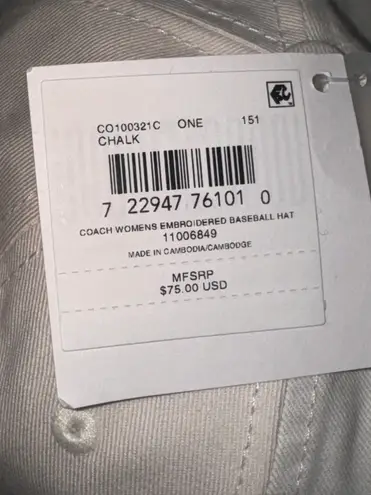 CO100321C ONE 151
CHALK
7 22947 76101 0
COACH WOMENS EMBROIDERED BASEBALL HAT
11006849
MADE IN CAMBODIA/CAMBODGE
MFSRP
$75.00 USD